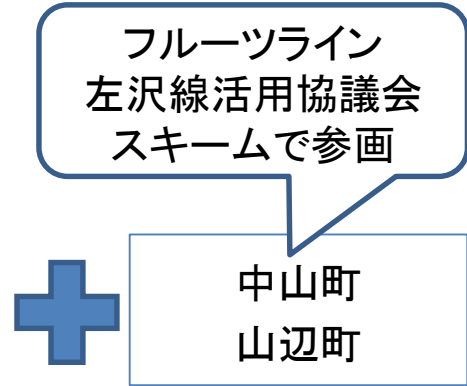 フルーツライン
左沢線活用協議会
スキームで参画
中山町
山辺町